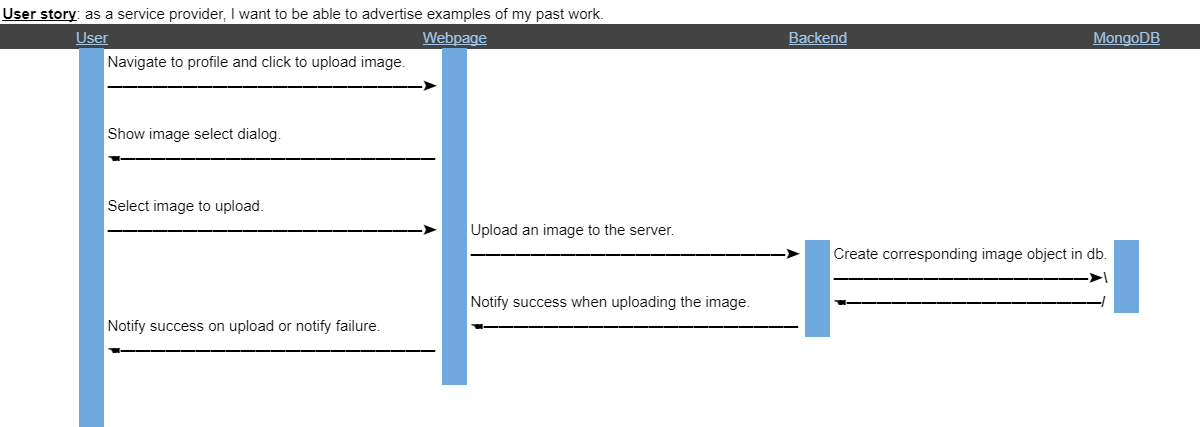 User story: as a service provider, I want to be able to advertise examples of my past work.
User Webpage Backend MongoDB
Navigate to profile and click to upload image.
Show image select dialog.
Select image to upload.
Upload an image to the server.
Create corresponding image object in db.
Notify success when uploading the image.
Notify success on upload or notify failure.